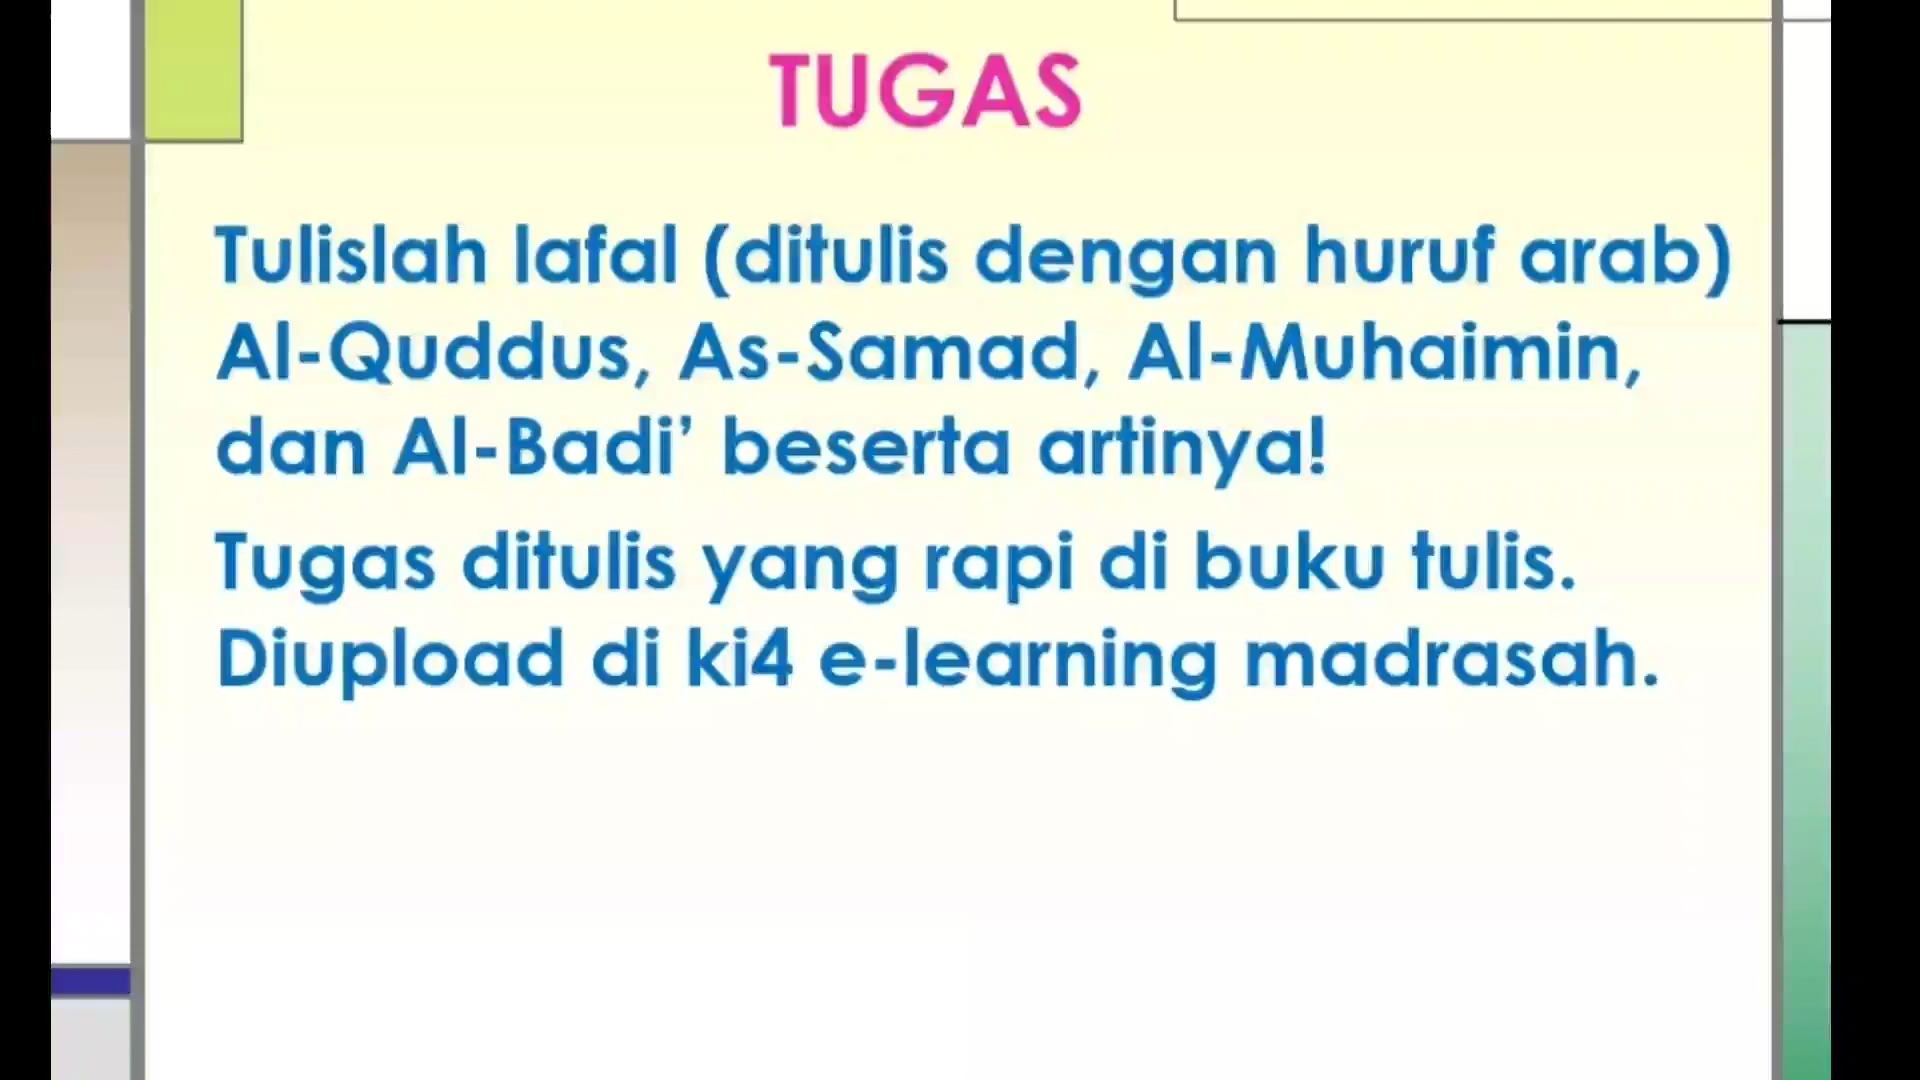 TUGAS
Tulislah lafal (ditulis dengan huruf arab)
Al-Quddus, As-Samad, Al-Muhaimin,
dan Al-Badi’ beserta artinya!
Tugas ditulis yang rapi di buku tulis.
Diupload di ki4 e-learning madrasah.